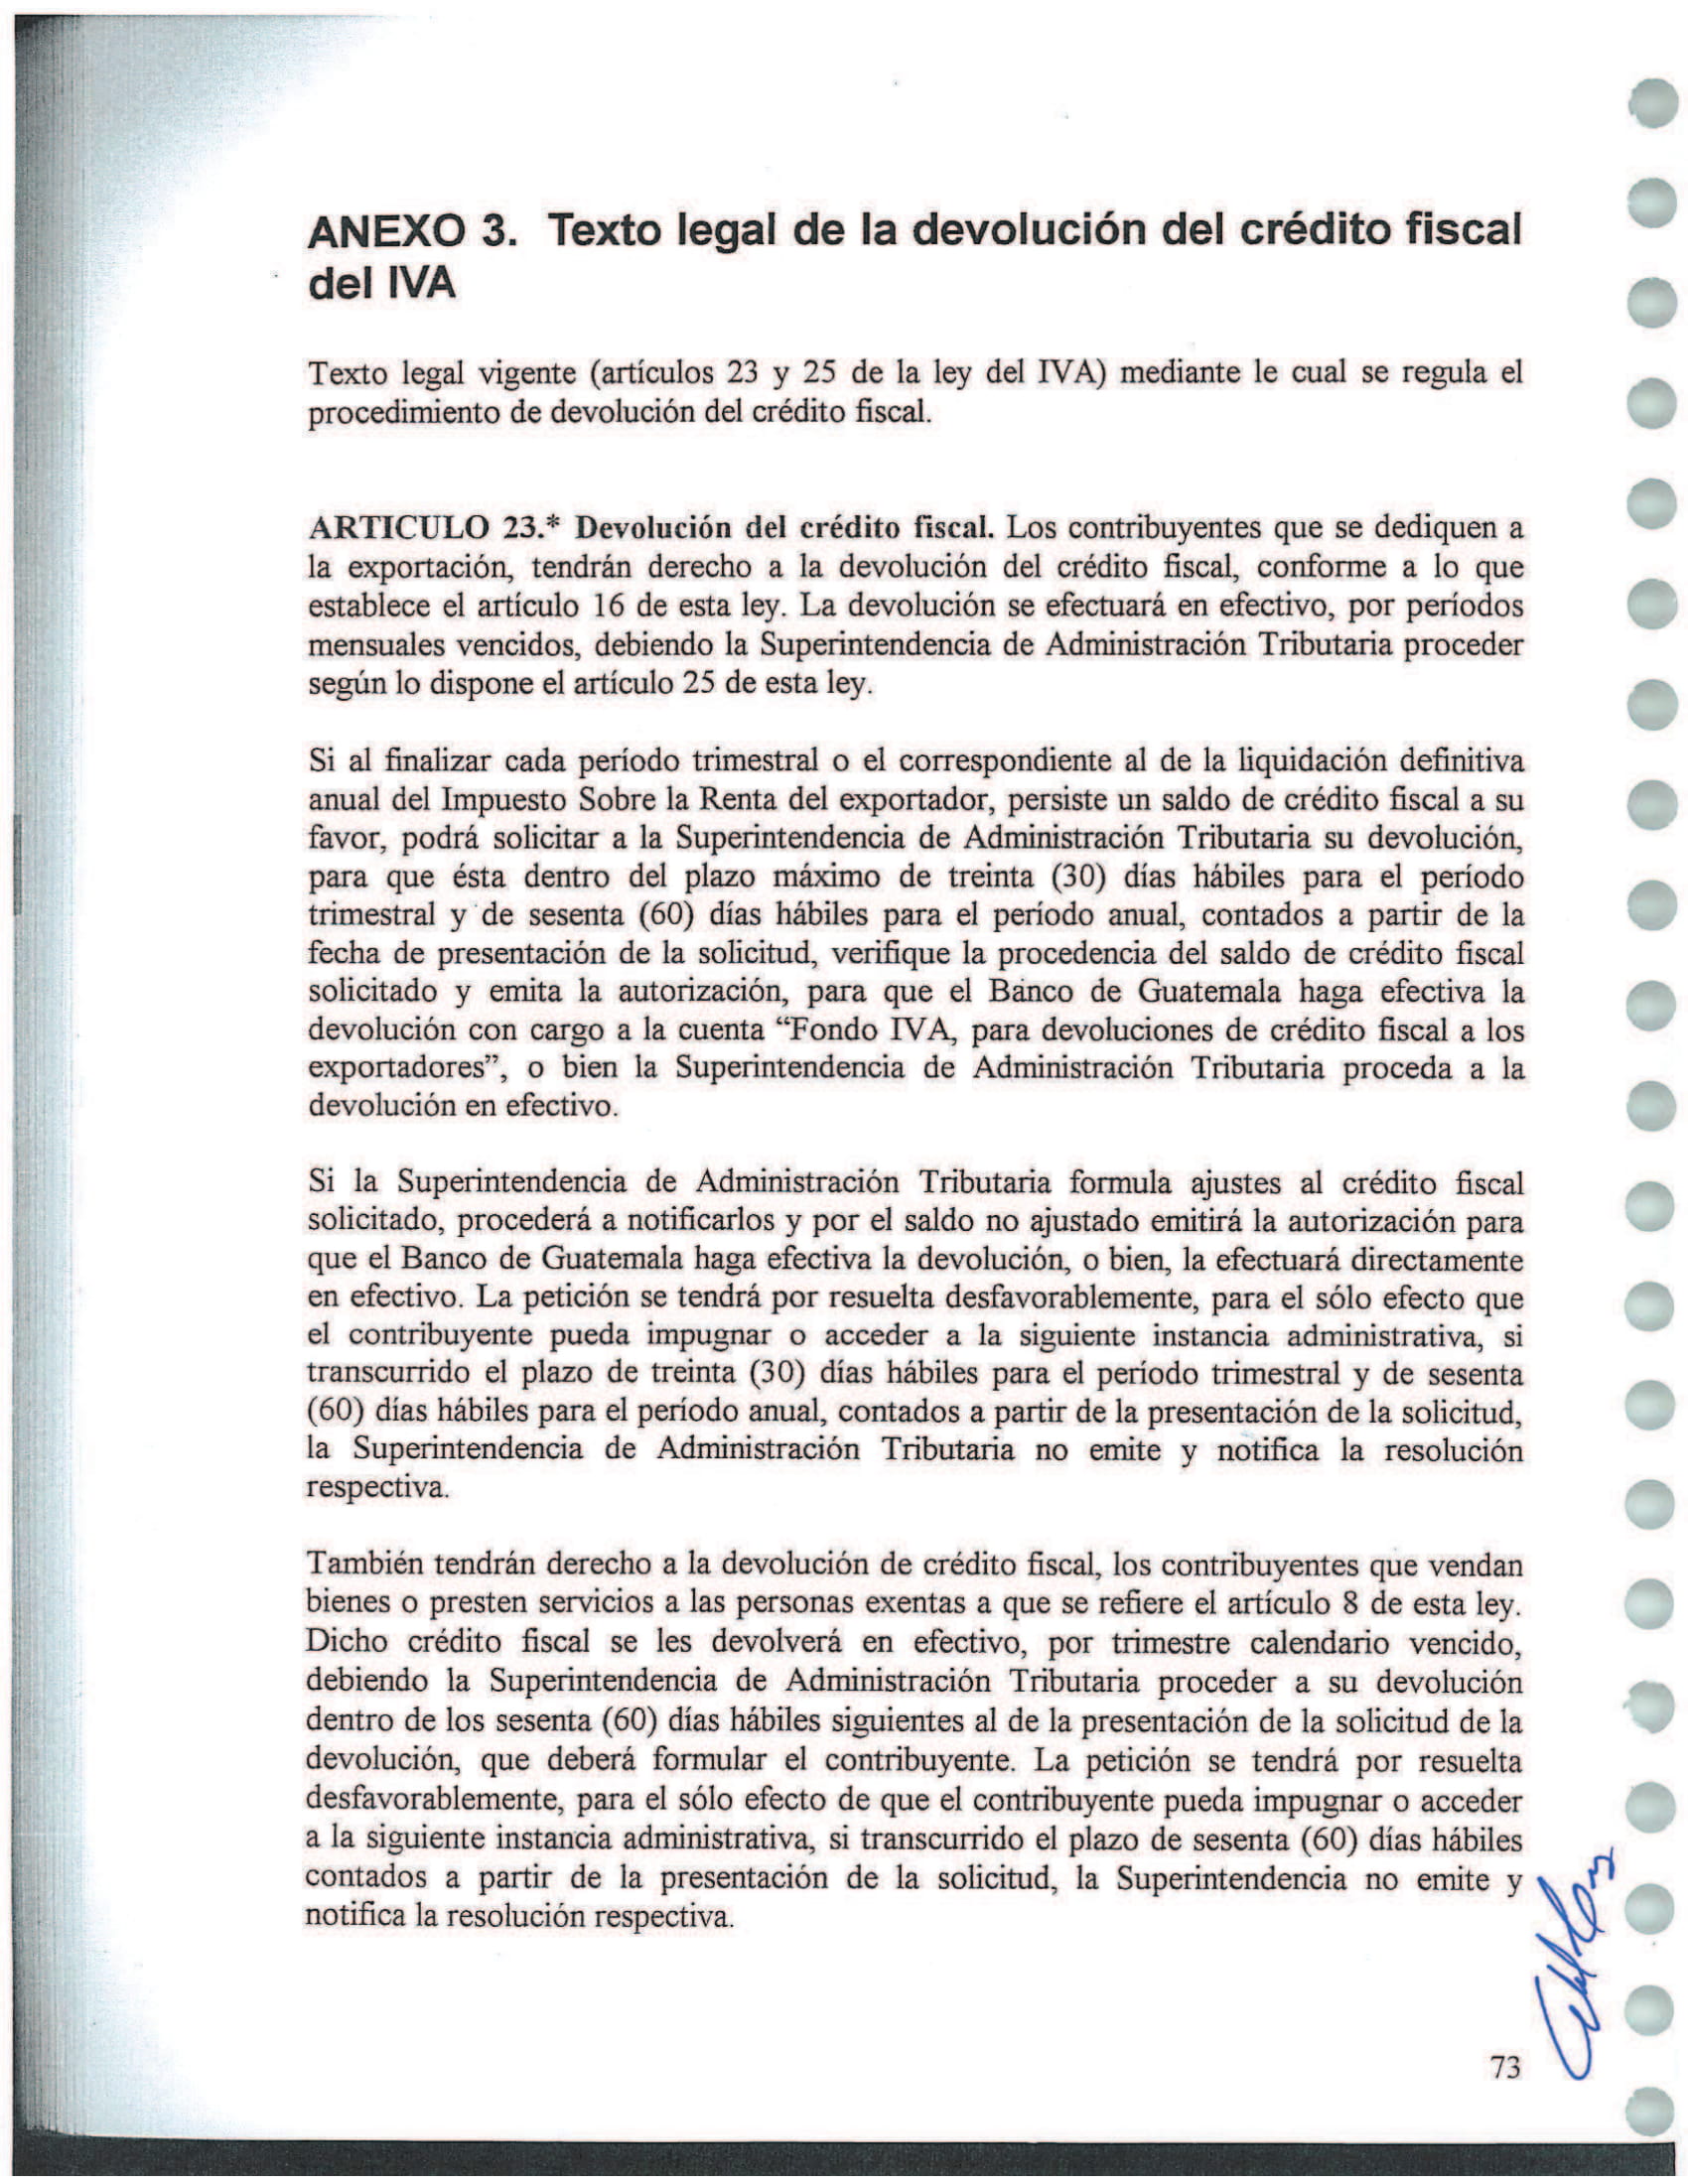 ANEXO 3. Texto legal de la devolución del crédito fiscal
del IVA
Texto legal vigente (artículos 23 y 25 de la ley del IVA) mediante le cual se regula el
procedimiento de devolución del crédito fiscal.
ARTICULO 23.* Devolución del crédito fiscal. Los contribuyentes que se dediquen a
la exportación, tendrán derecho a la devolución del crédito fiscal, conforme a lo que
establece el artículo 16 de esta ley. La devolución se efectuará en efectivo, por períodos
mensuales vencidos, debiendo la Superintendencia de Administración Tributaria proceder
según lo dispone el artículo 25 de esta ley.
Si al finalizar cada período trimestral o el correspondiente al de la liquidación definitiva
anual del Impuesto Sobre la Renta del exportador, persiste un saldo de crédito fiscal a su
favor, podrá solicitar a la Superintendencia de Administración Tributaria su devolución,
para que ésta dentro del plazo máximo de treinta (30) días hábiles para el período
trimestral y de sesenta (60) días hábiles para el período anual, contados a partir de la
fecha de presentación de la solicitud, verifique la procedencia del saldo de crédito fiscal
solicitado y emita la autorización, para que el Banco de Guatemala haga efectiva la
devolución con cargo a la cuenta “Fondo IVA, para devoluciones de crédito fiscal a los
exportadores”, o bien la Superintendencia de Administración Tributaria proceda a la
devolución en efectivo.
Si la Superintendencia de Administración Tributaria formula ajustes al crédito fiscal
solicitado, procederá a notificarlos y por el saldo no ajustado emitirá la autorización para
que el Banco de Guatemala haga efectiva la devolución, o bien, la efectuará directamente
en efectivo. La petición se tendrá por resuelta desfavorablemente, para el sólo efecto que
el contribuyente pueda impugnar o acceder a la siguiente instancia administrativa, si
transcurrido el plazo de treinta (30) días hábiles para el período trimestral y de sesenta
(60) días hábiles para el período anual, contados a partir de la presentación de la solicitud,
la Superintendencia de Administración Tributaria no emite y notifica la resolución
respectiva.
También tendrán derecho a la devolución de crédito fiscal, los contribuyentes que vendan
bienes o presten servicios a las personas exentas a que se refiere el artículo 8 de esta ley.
Dicho crédito fiscal se les devolverá en efectivo, por trimestre calendario vencido,
debiendo la Superintendencia de Administración Tributaria proceder a su devolución
dentro de los sesenta (60) días hábiles siguientes al de la presentación de la solicitud de la
devolución, que deberá formular el contribuyente. La petición se tendrá por resuelta
desfavorablemente, para el sólo efecto de que el contribuyente pueda impugnar o acceder
a la siguiente instancia administrativa, si transcurrido el plazo de sesenta (60) días hábiles
contados a partir de la presentación de la solicitud, la Superintendencia no emite y
notifica la resolución respectiva.
73